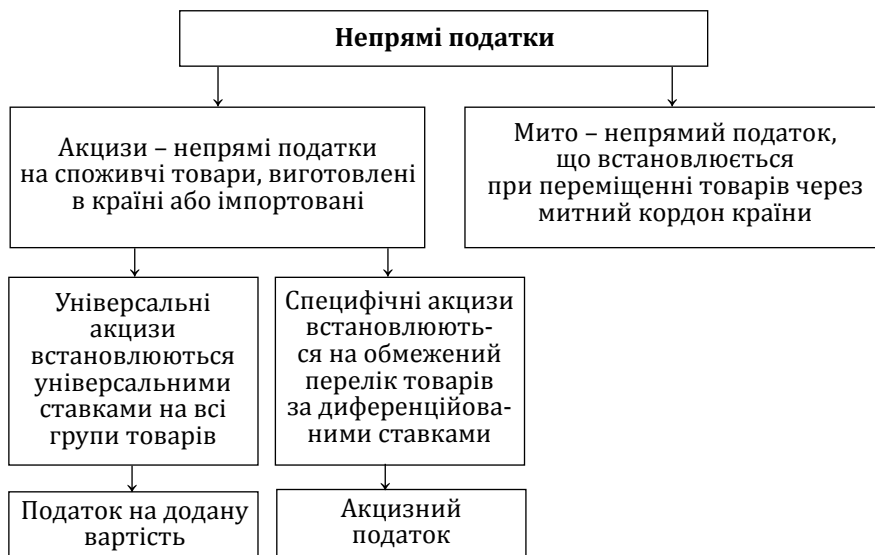 Непрямі податки
Акцизи – непрямі податки
на споживчі товари, виготовлені
в країні або імпортовані
Мито – непрямий податок,
що встановлюється
при переміщенні товарів через
митний кордон країни
Універсальні
акцизи
встановлюються
універсальними
ставками на всі
групи товарів
Специфічні акцизи
встановлюють-
ся на обмежений
перелік товарів
за диференційова-
ними ставками
Податок на додану
вартість
Акцизний
податок